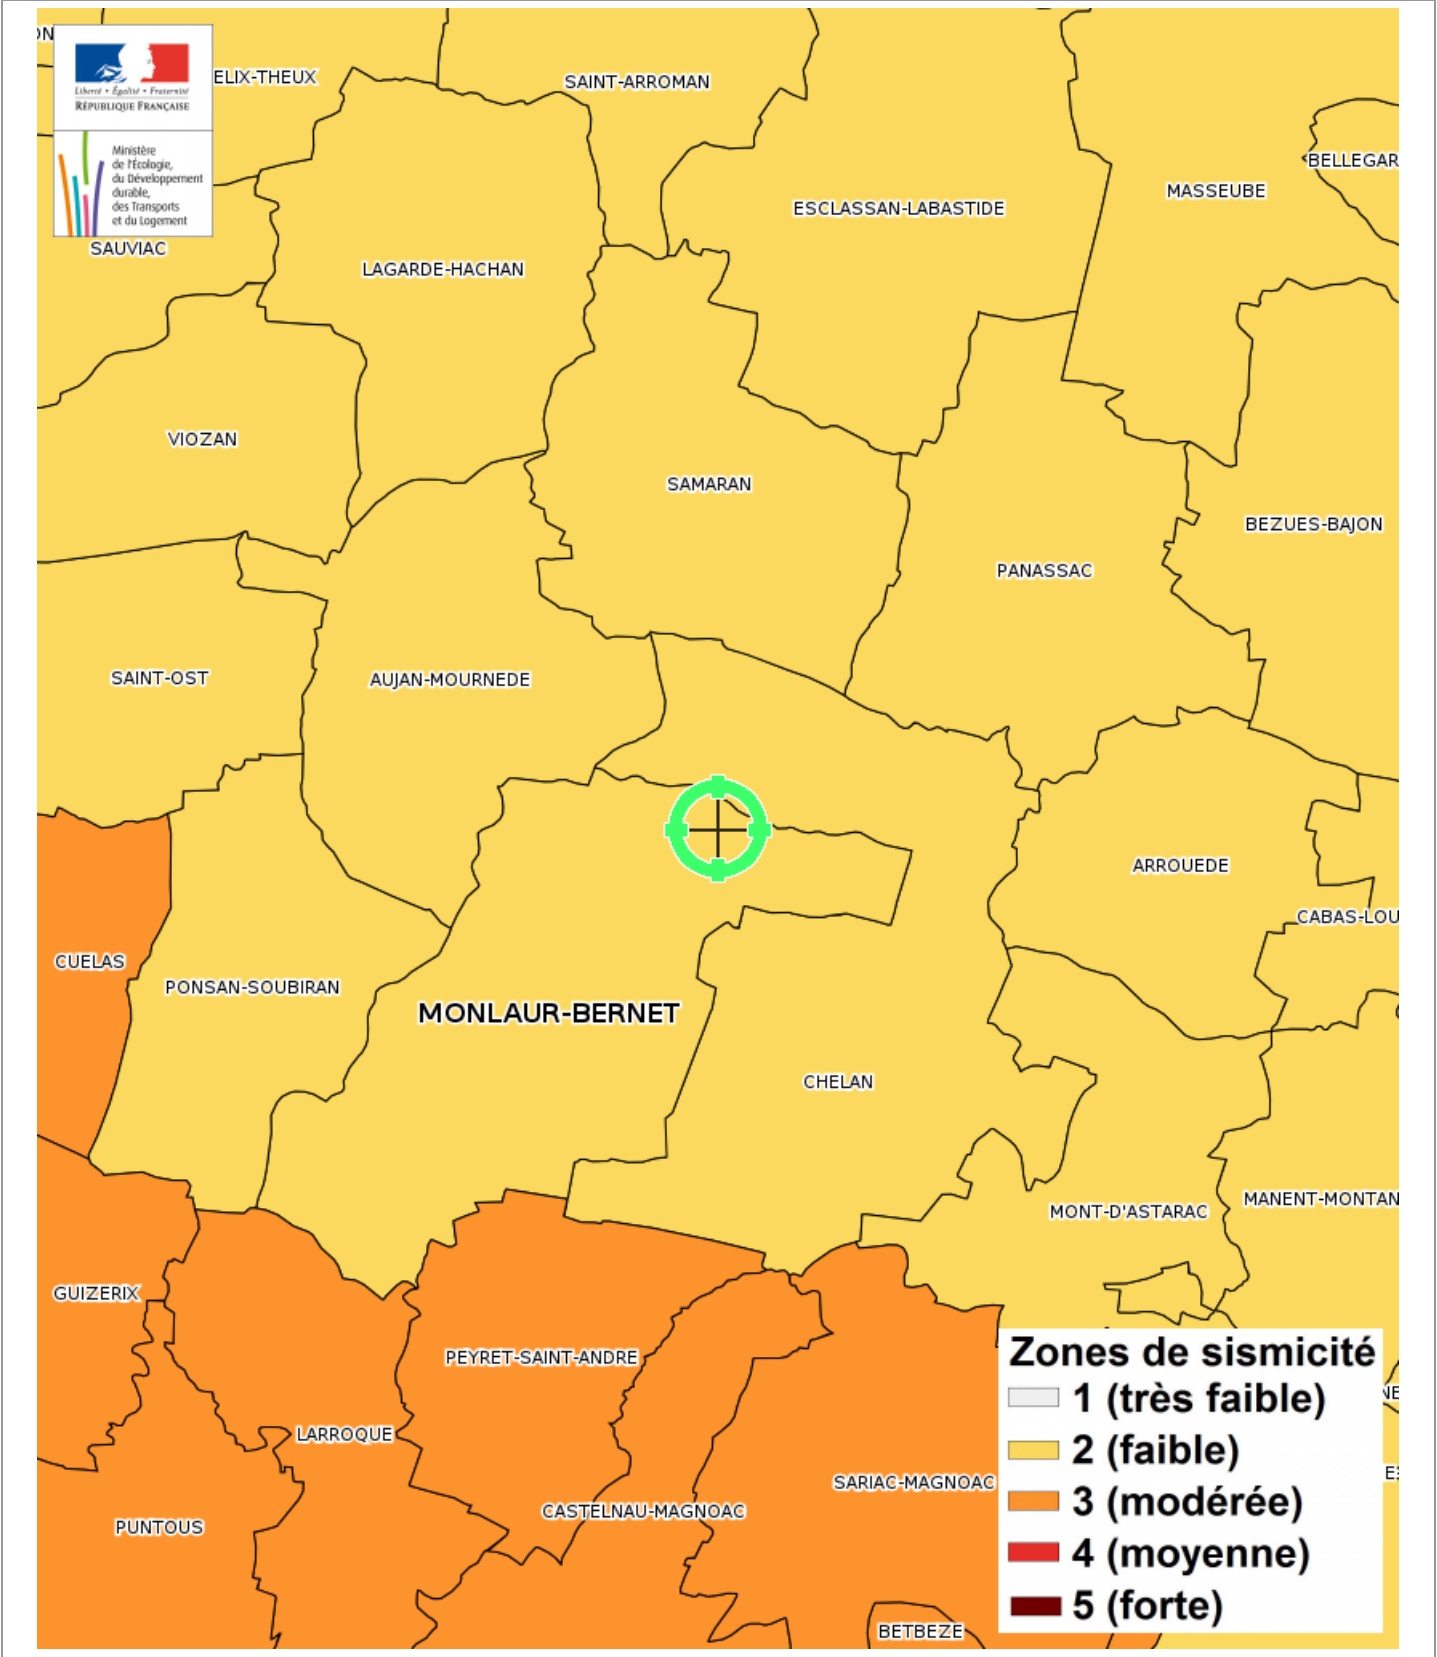 ELIX-THEUX
SAINT-ARROMAN
Liberté • Égalité • Fraternité
RÉPUBLIQUE FRANÇAISE
Ministère
de l'Écologie,
du Développement
durable,
des Transports
et du Logement
BELLEGAR
MASSEUBE
ESCLASSAN-LABASTIDE
SAUVIAC
LAGARDE-HACHAN
VIOZAN
SAMARAN
BEZUES-BAJON
PANASSAC
SAINT-OST
AUJAN-MOURNEDE
ARROUEDE
CABAS-LOU
CUELAS
PONSAN-SOUBIRAN
MONLAUR-BERNET
CHELAN
MONT-D'ASTARAC
MANENT-MONTAN
GUIZERIX
PEYRET-SAINT-ANDRE
LARROQUE
SARIAC-MAGNOAC
CASTELNAU-MAGNOAC
PUNTOUS
BETBEZE
Zones de sismicité
1 (très faible)
2 (faible)
3 (modérée)
4 (moyenne)
5 (forte)